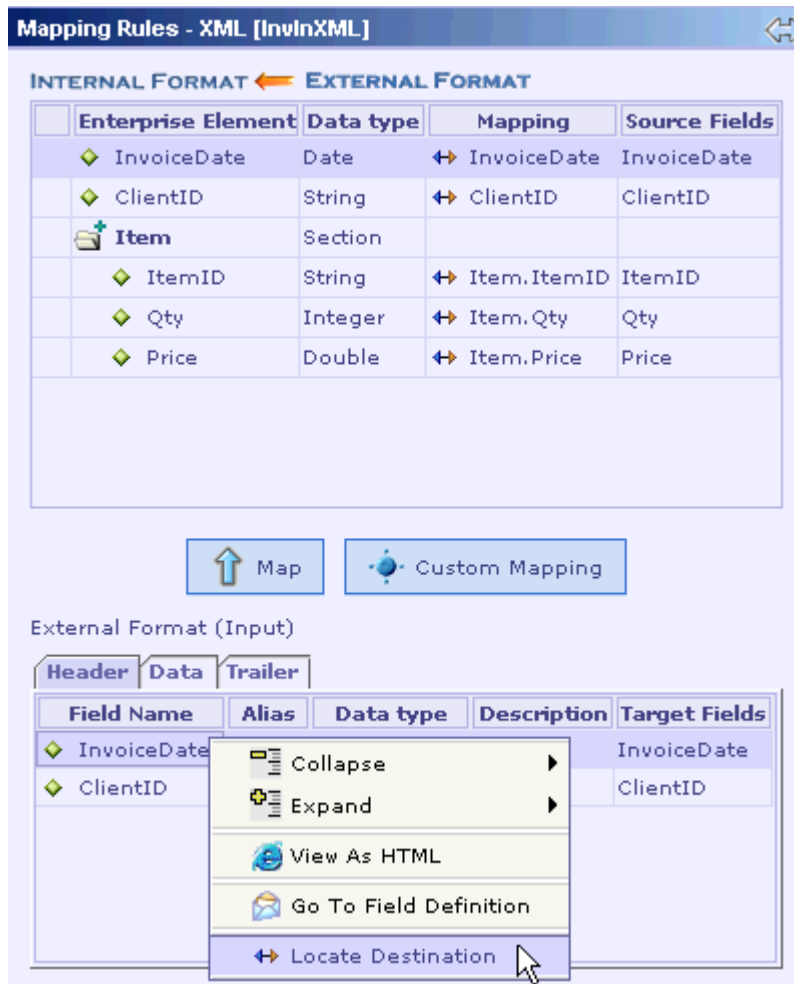 Mapping Rules - XML [InvInXML]
INTERNAL FORMAT EXTERNAL FORMAT
Enterprise Element Data type Mapping Source Fields
InvoiceDate Date InvoiceDate InvoiceDate
ClientID String ClientID ClientID
Item Section
ItemID String Item.ItemID ItemID
Qty Integer Item.Qty Qty
Price Double Item.Price Price
Map Custom Mapping
External Format (Input)
Header Data Trailer
Field Name Alias Data type Description Target Fields
InvoiceDate InvoiceDate
ClientID ClientID
Collapse
Expand
View As HTML
Go To Field Definition
Locate Destination